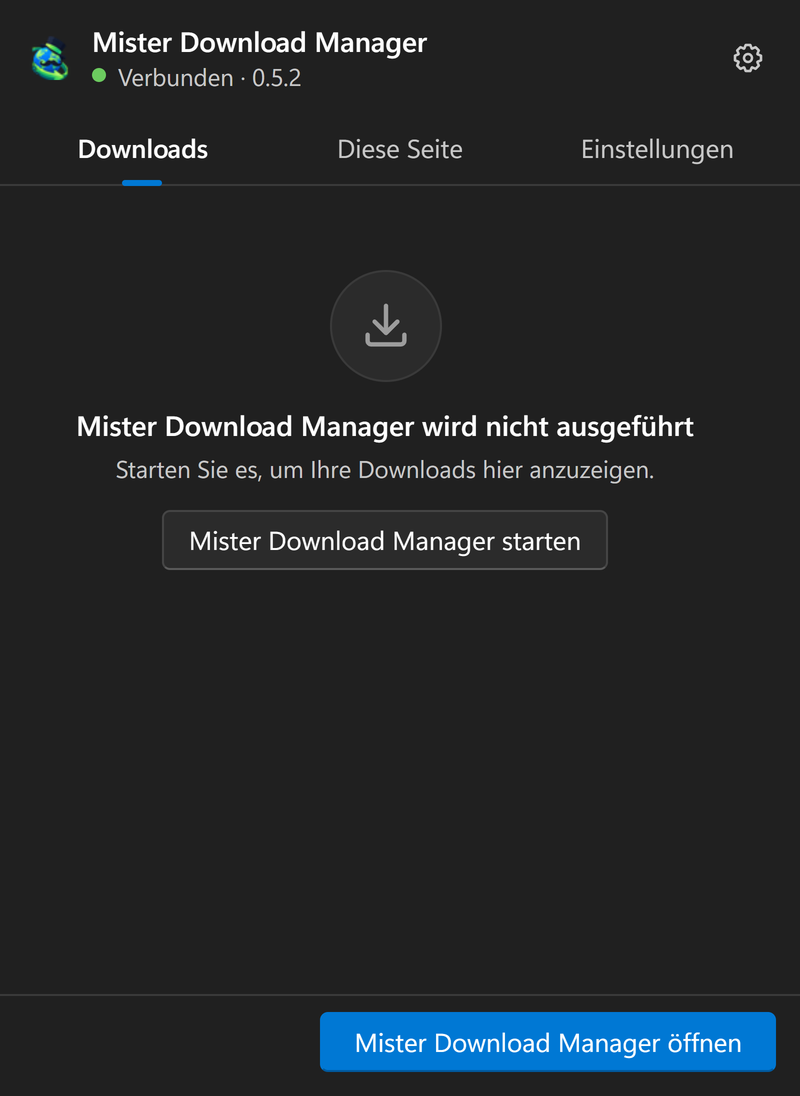 Mister Download Manager
Verbunden · 0.5.2
Downloads
Diese Seite
Einstellungen
Mister Download Manager wird nicht ausgeführt
Starten Sie es, um Ihre Downloads hier anzuzeigen.
Mister Download Manager starten
Mister Download Manager öffnen